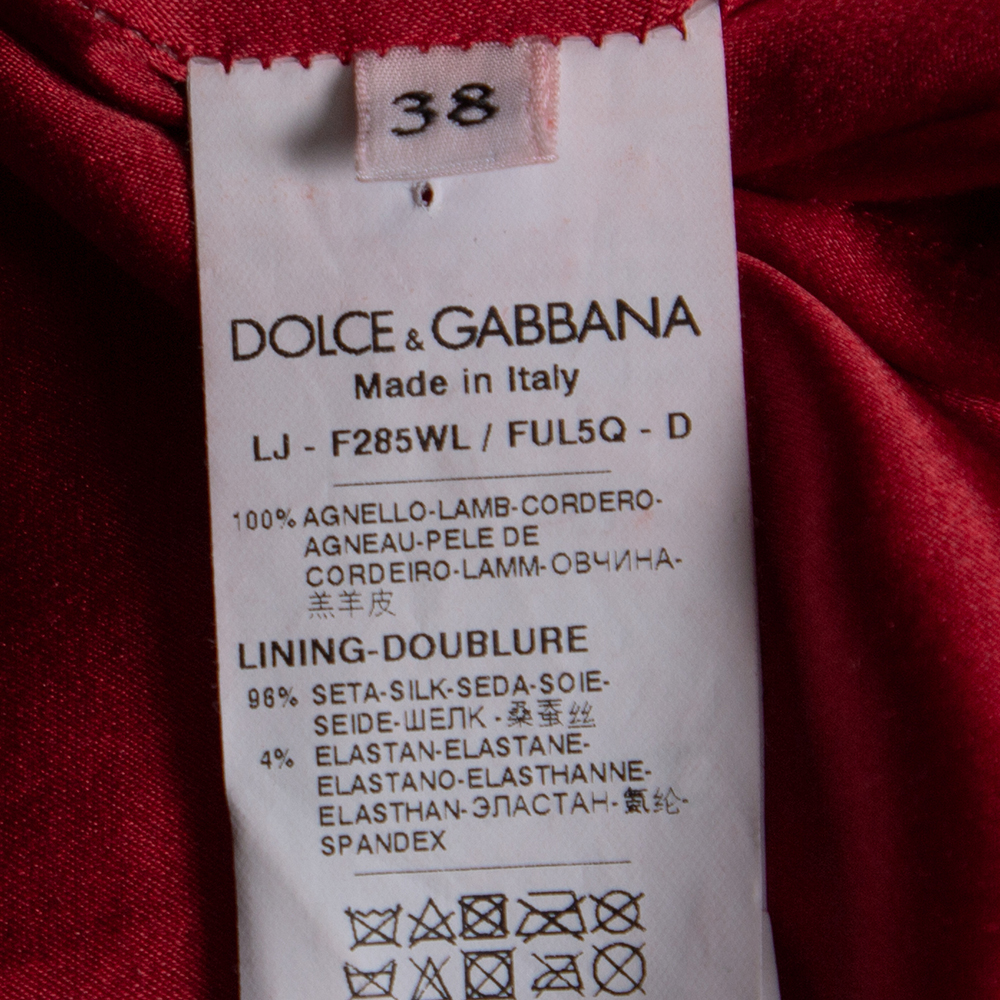 38
DOLCE & GABBANA
Made in Italy
LJ - F285WL / FUL5Q - D
100% AGNELLO-LAMB-CORDERO-
AGNEAU-PELE DE
CORDEIRO-LAMM-ОВЧИНА-
羔羊皮
LINING-DOUBLURE
96% SETA-SILK-SEDA-SOIE-
SEIDE-ШЕЛК -桑蚕丝
4% ELASTAN-ELASTANE-
ELASTANO-ELASTHANNE-
ELASTHAN-ЭЛАСТАН-氨纶-
SPANDEX